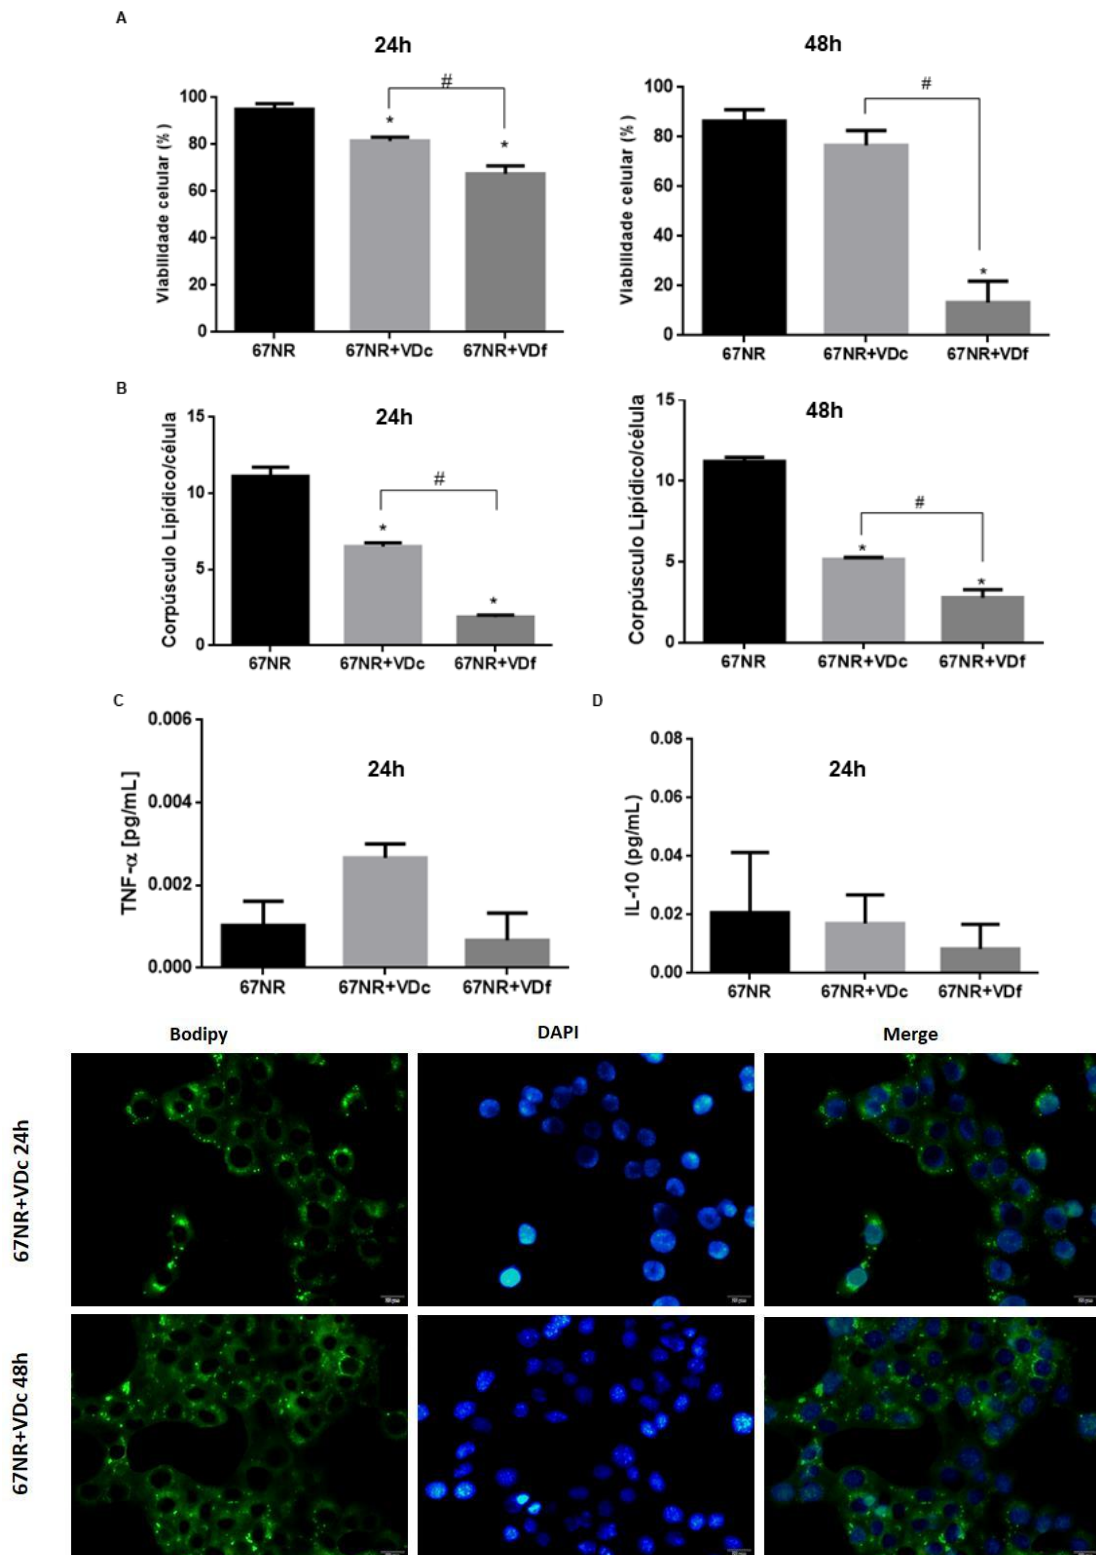 A
24h
48h
Viabilidade celular (%)
100
80
60
40
20
0
#
*
*
67NR
67NR+VDc
67NR+VDf
Viabilidade celular (%)
100
80
60
40
20
0
#
*
67NR
67NR+VDc
67NR+VDf
B
24h
48h
Corpúsculo Lipídico/célula
15
10
5
0
#
*
*
67NR
67NR+VDc
67NR+VDf
Corpúsculo Lipídico/célula
15
10
5
0
#
*
*
67NR
67NR+VDc
67NR+VDf
C
24h
TNF-α [pg/mL]
0.006
0.004
0.002
0.000
67NR
67NR+VDc
67NR+VDf
D
24h
IL-10 (pg/mL)
0.08
0.06
0.04
0.02
0.00
67NR
67NR+VDc
67NR+VDf
Bodipy
DAPI
Merge
67NR+VDc 24h
67NR+VDc 48h